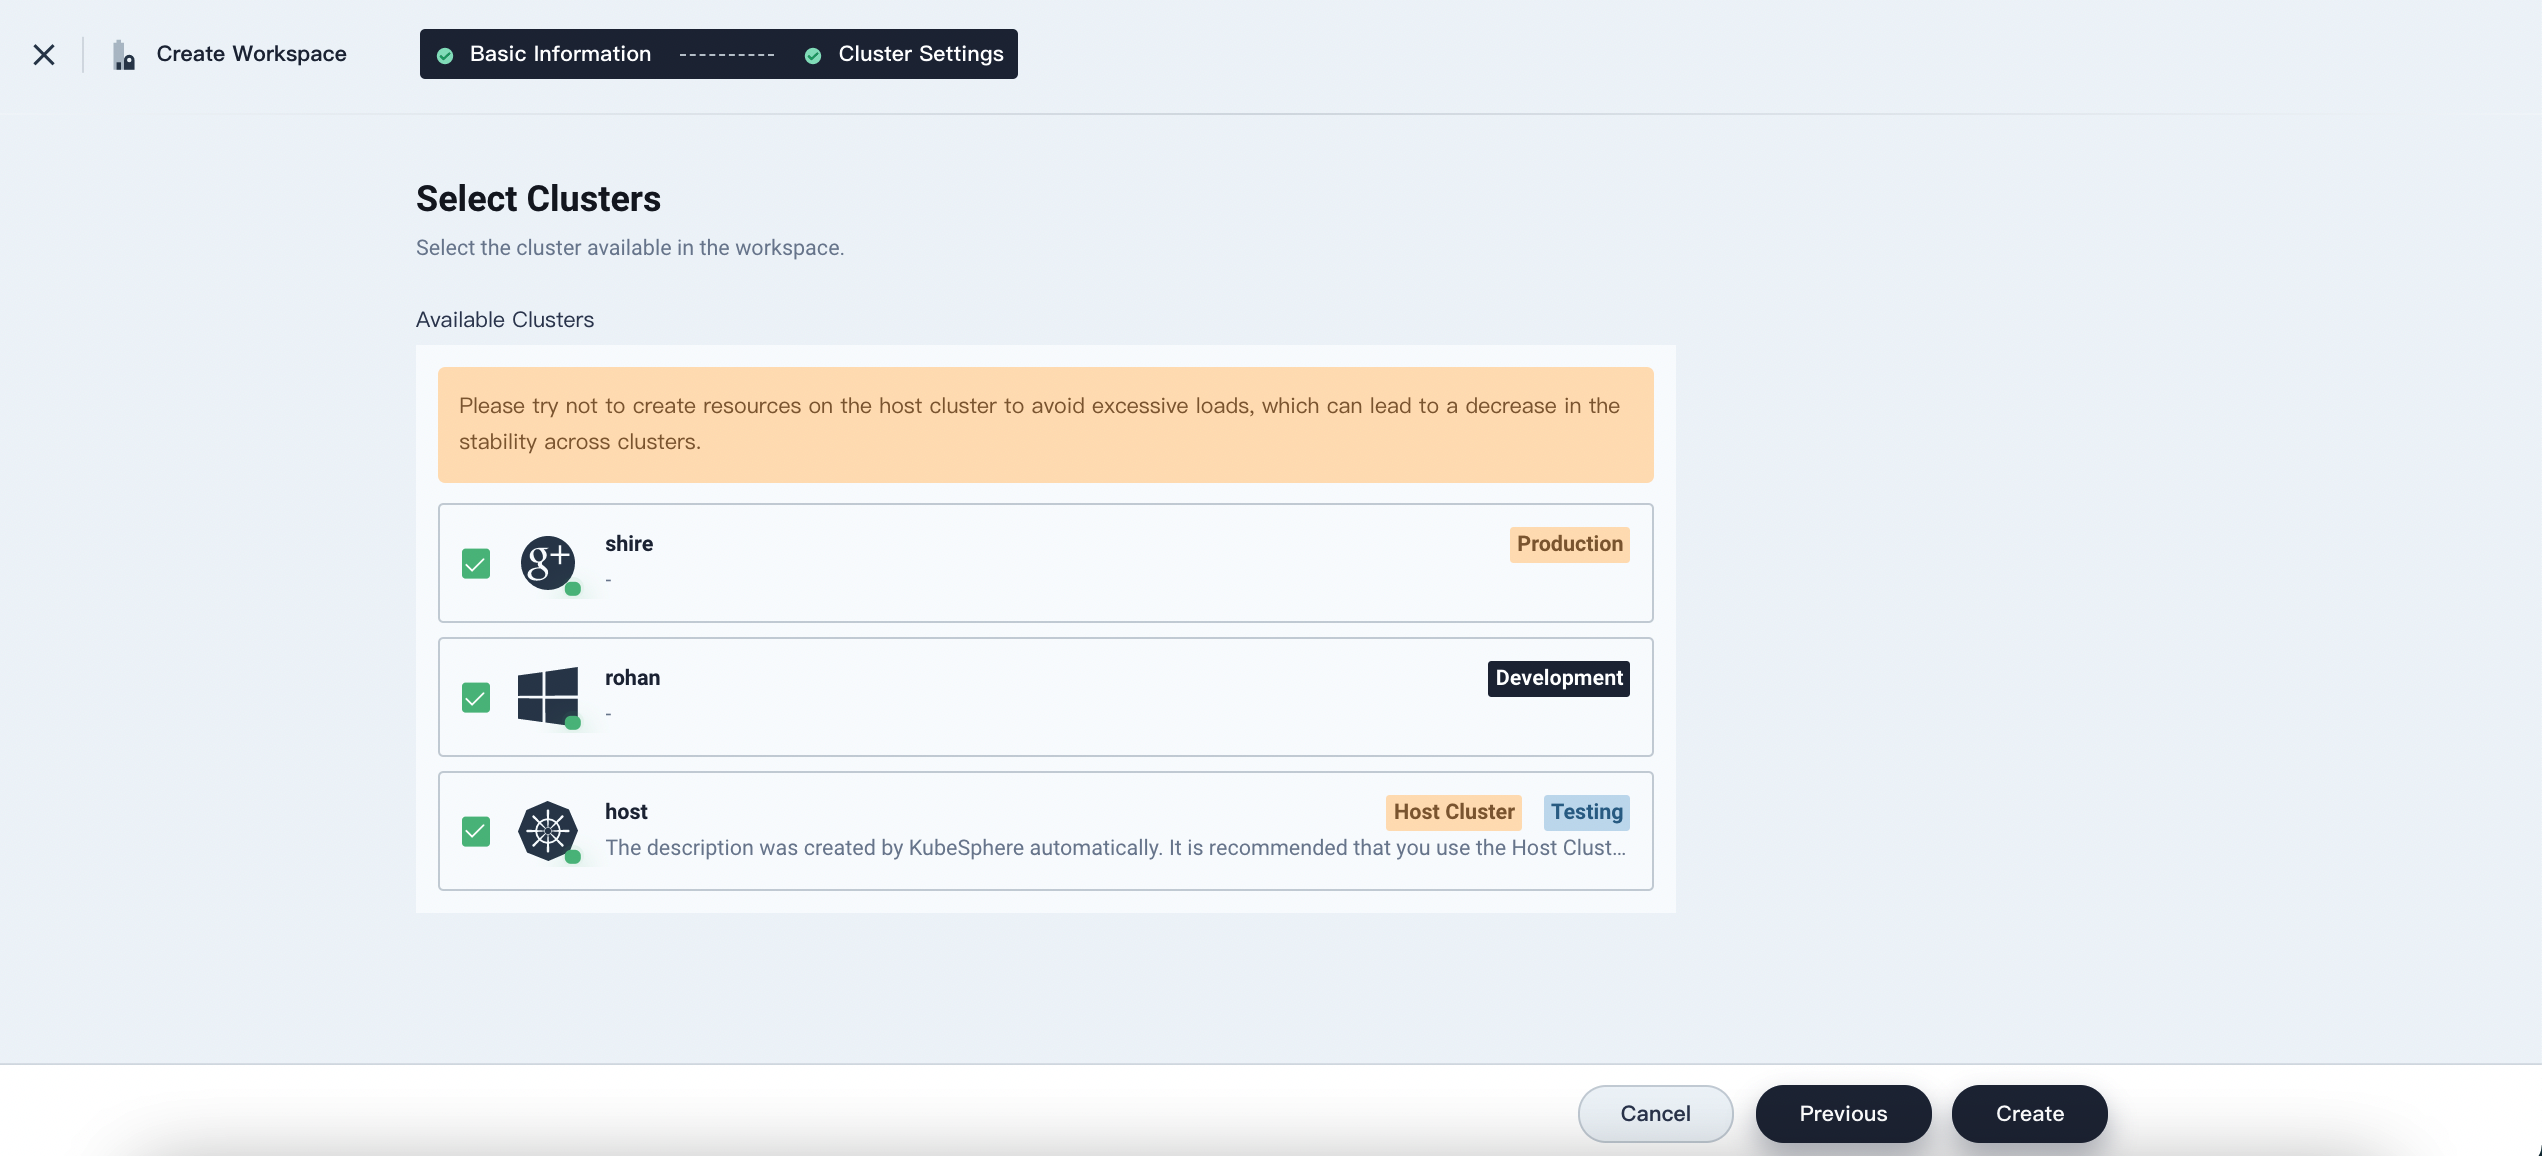 Create Workspace
Basic Information
Cluster Settings
Select Clusters
Select the cluster available in the workspace.
Available Clusters
Please try not to create resources on the host cluster to avoid excessive loads, which can lead to a decrease in the
stability across clusters.
shire
Production
-
rohan
Development
-
host
Host Cluster
Testing
The description was created by KubeSphere automatically. It is recommended that you use the Host Clust...
Cancel
Previous
Create